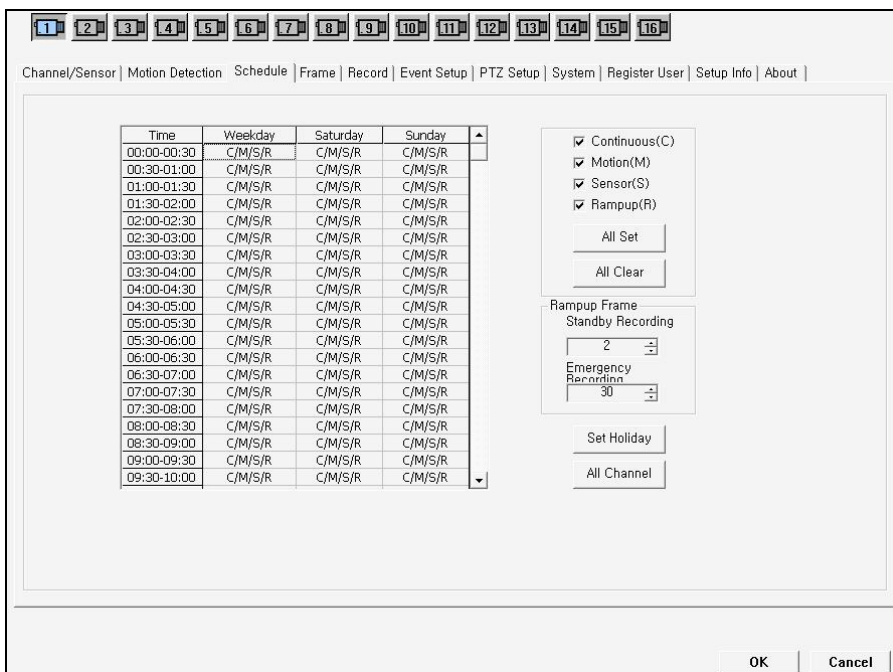 1 2 3 4 5 6 7 8 9 10 11 12 13 14 15 16
Channel/Sensor | Motion Detection Schedule | Frame | Record | Event Setup | PTZ Setup | System | Register User | Setup Info | About |
Time Weekday Saturday Sunday
00:00-00:30 C/M/S/R C/M/S/R C/M/S/R
00:30-01:00 C/M/S/R C/M/S/R C/M/S/R
01:00-01:30 C/M/S/R C/M/S/R C/M/S/R
01:30-02:00 C/M/S/R C/M/S/R C/M/S/R
02:00-02:30 C/M/S/R C/M/S/R C/M/S/R
02:30-03:00 C/M/S/R C/M/S/R C/M/S/R
03:00-03:30 C/M/S/R C/M/S/R C/M/S/R
03:30-04:00 C/M/S/R C/M/S/R C/M/S/R
04:00-04:30 C/M/S/R C/M/S/R C/M/S/R
04:30-05:00 C/M/S/R C/M/S/R C/M/S/R
05:00-05:30 C/M/S/R C/M/S/R C/M/S/R
05:30-06:00 C/M/S/R C/M/S/R C/M/S/R
06:00-06:30 C/M/S/R C/M/S/R C/M/S/R
06:30-07:00 C/M/S/R C/M/S/R C/M/S/R
07:00-07:30 C/M/S/R C/M/S/R C/M/S/R
07:30-08:00 C/M/S/R C/M/S/R C/M/S/R
08:00-08:30 C/M/S/R C/M/S/R C/M/S/R
08:30-09:00 C/M/S/R C/M/S/R C/M/S/R
09:00-09:30 C/M/S/R C/M/S/R C/M/S/R
09:30-10:00 C/M/S/R C/M/S/R C/M/S/R
Continuous(C)
Motion(M)
Sensor(S)
Rampup(R)
All Set
All Clear
Rampup Frame
Standby Recording
2
Emergency
Recording
30
Set Holiday
All Channel
OK Cancel